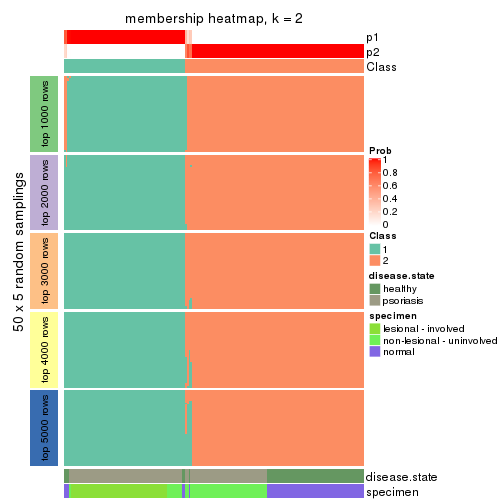 membership heatmap, k = 2
p1
p2
Class
50 x 5 random samplings
top 1000 rows
top 2000 rows
top 3000 rows
top 4000 rows
top 5000 rows
Prob
1
0.8
0.6
0.4
0.2
0
Class
1
2
disease.state
healthy
psoriasis
specimen
lesional - involved
non-lesional - uninvolved
normal
disease.state
specimen